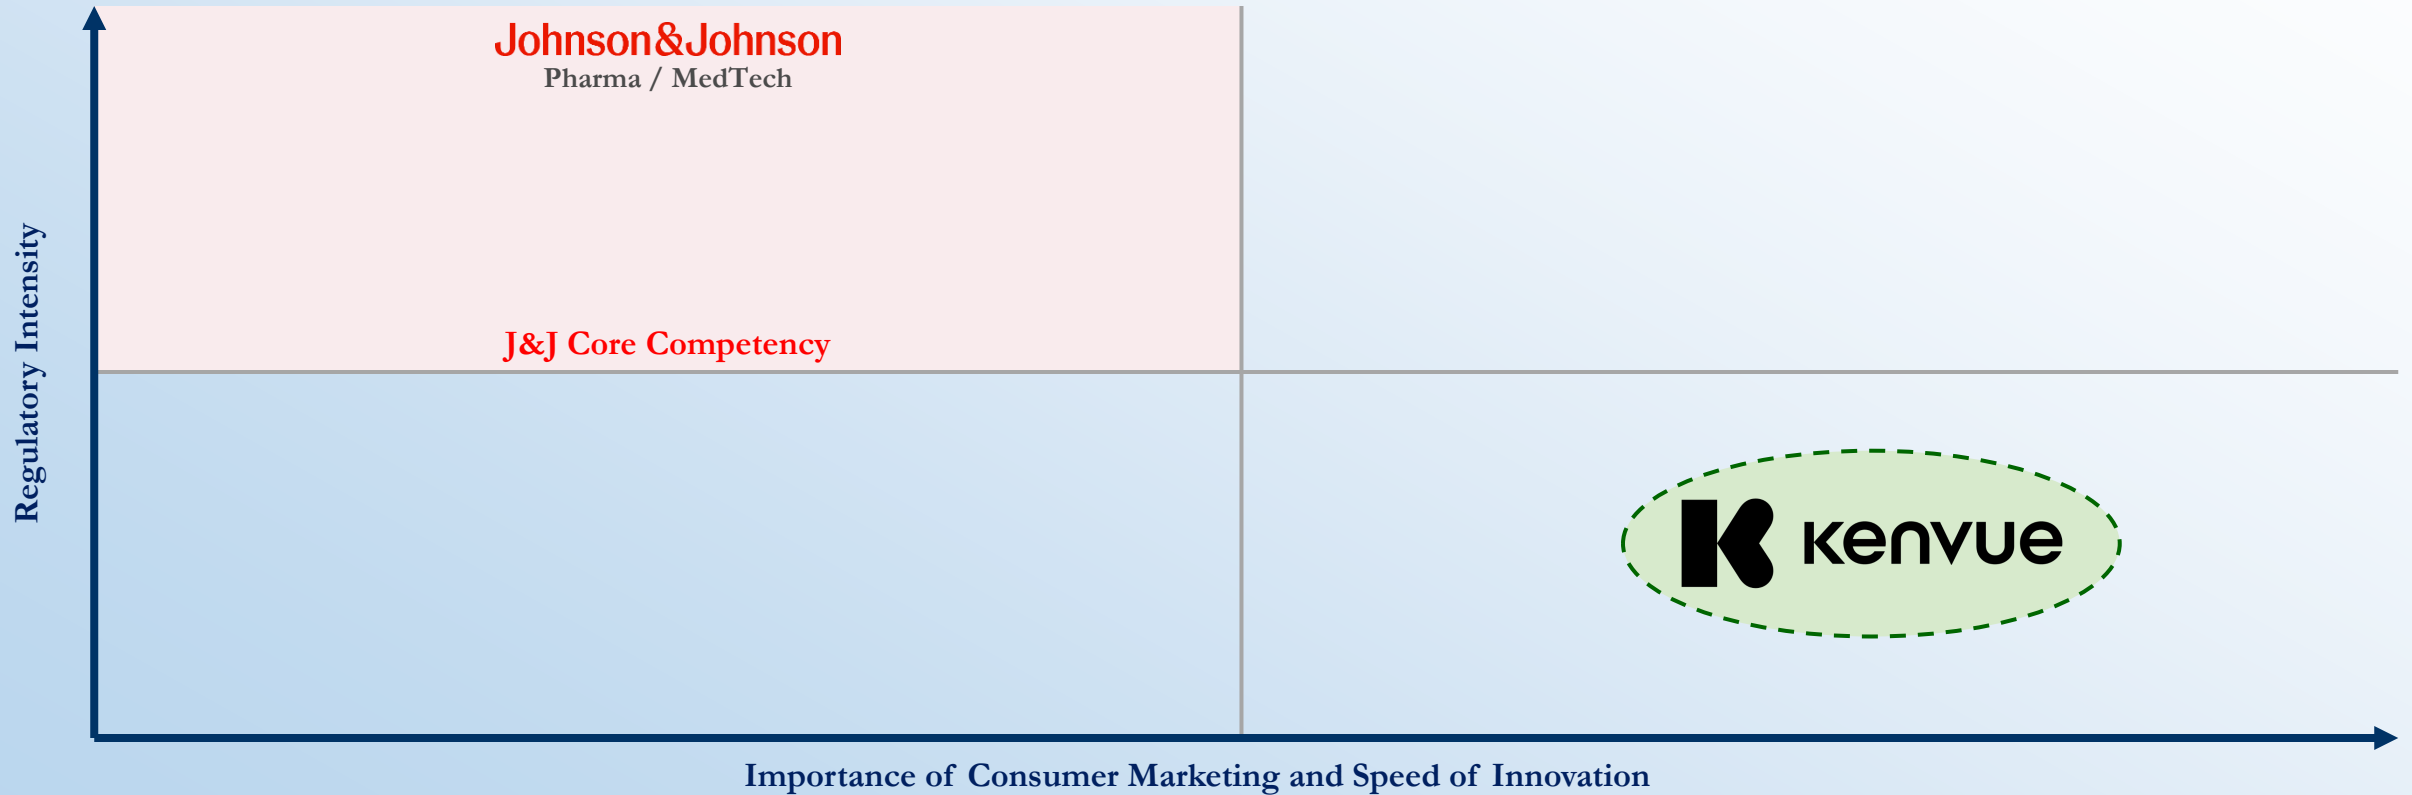 Johnson&Johnson
Pharma / MedTech
J&J Core Competency
Regulatory Intensity
kenvue
Importance of Consumer Marketing and Speed of Innovation